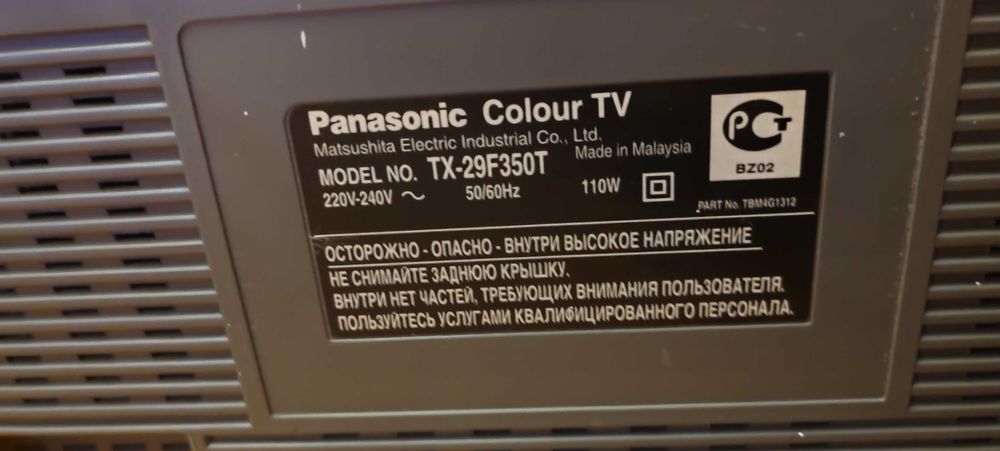 Panasonic Colour TV
Matsushita Electric Industrial Co., Ltd.
MODEL NO. TX-29F350T Made in Malaysia
220V-240V ~ 50/60Hz 110W
РСТ
BZ02
PART No. TBM4G1312
ОСТОРОЖНО - ОПАСНО - ВНУТРИ ВЫСОКОЕ НАПРЯЖЕНИЕ
НЕ СНИМАЙТЕ ЗАДНЮЮ КРЫШКУ.
ВНУТРИ НЕТ ЧАСТЕЙ, ТРЕБУЮЩИХ ВНИМАНИЯ ПОЛЬЗОВАТЕЛЯ.
ПОЛЬЗУЙТЕСЬ УСЛУГАМИ КВАЛИФИЦИРОВАННОГО ПЕРСОНАЛА.